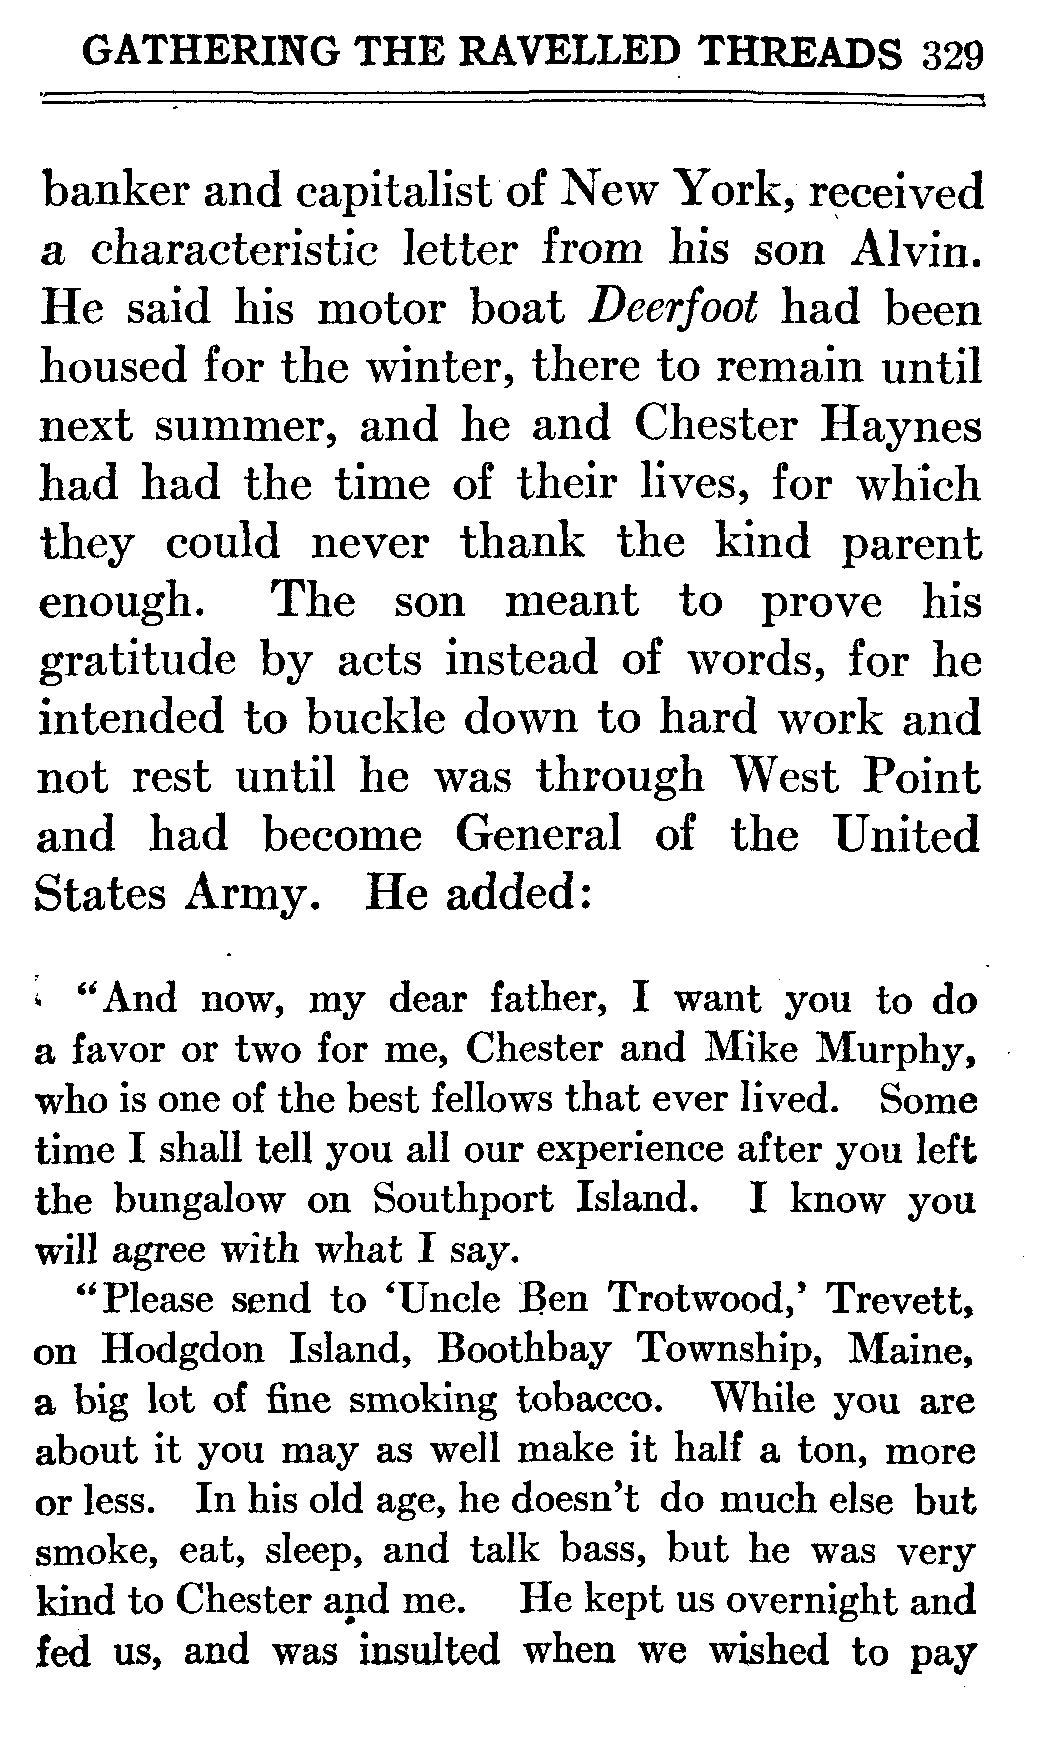 GATHERING THE RAVELLED THREADS 329
banker and capitalist of New York, received
a characteristic letter from his son Alvin.
He said his motor boat Deerfoot had been
housed for the winter, there to remain until
next summer, and he and Chester Haynes
had had the time of their lives, for which
they could never thank the kind parent
enough. The son meant to prove his
gratitude by acts instead of words, for he
intended to buckle down to hard work and
not rest until he was through West Point
and had become General of the United
States Army. He added:
“And now, my dear father, I want you to do
a favor or two for me, Chester and Mike Murphy,
who is one of the best fellows that ever lived. Some
time I shall tell you all our experience after you left
the bungalow on Southport Island. I know you
will agree with what I say.
“Please send to ‘Uncle Ben Trotwood,’ Trevett,
on Hodgdon Island, Boothbay Township, Maine,
a big lot of fine smoking tobacco. While you are
about it you may as well make it half a ton, more
or less. In his old age, he doesn’t do much else but
smoke, eat, sleep, and talk bass, but he was very
kind to Chester and me. He kept us overnight and
fed us, and was insulted when we wished to pay